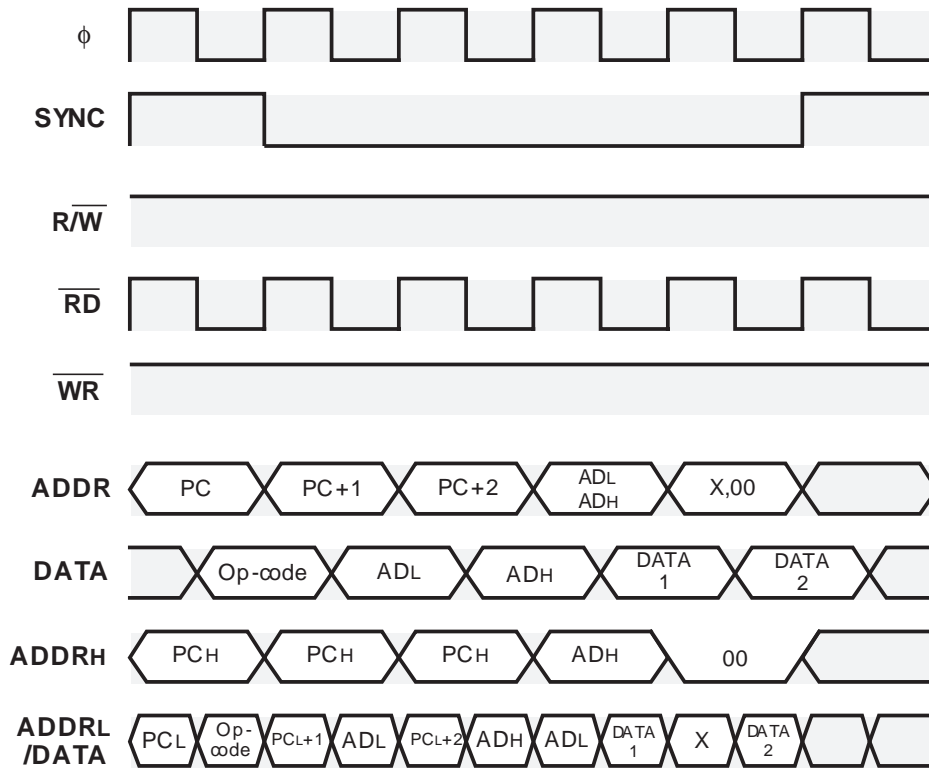 ϕ
SYNC
R/W̅
R̅D̅
W̅R̅
ADDR PC PC+1 PC+2 ADL ADH X,00
DATA Op-code ADL ADH DATA 1 DATA 2
ADDRH PCH PCH PCH ADH 00
ADDRL /DATA PCL Op-code PCL+1 ADL PCL+2 ADH ADL DATA 1 X DATA 2